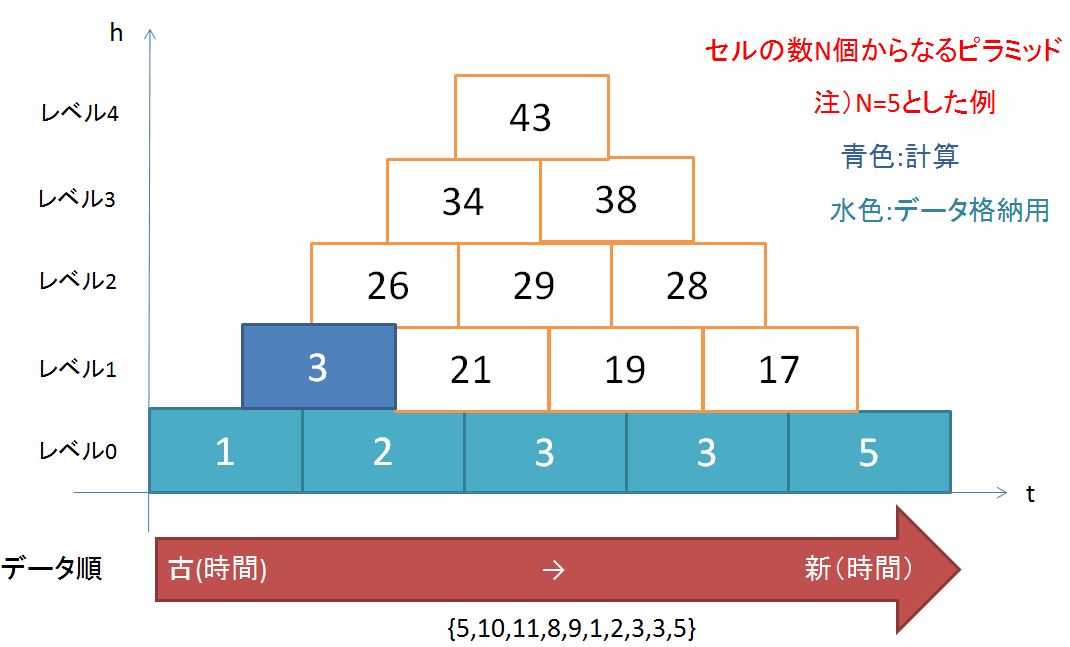 h
セルの数N個からなるピラミッド
注）N=5とした例
青色:計算
水色:データ格納用
レベル4
43
レベル3
34
38
レベル2
26
29
28
レベル1
3
21
19
17
レベル0
1
2
3
3
5
t
データ順
古(時間)
→
新（時間）
{5,10,11,8,9,1,2,3,3,5}